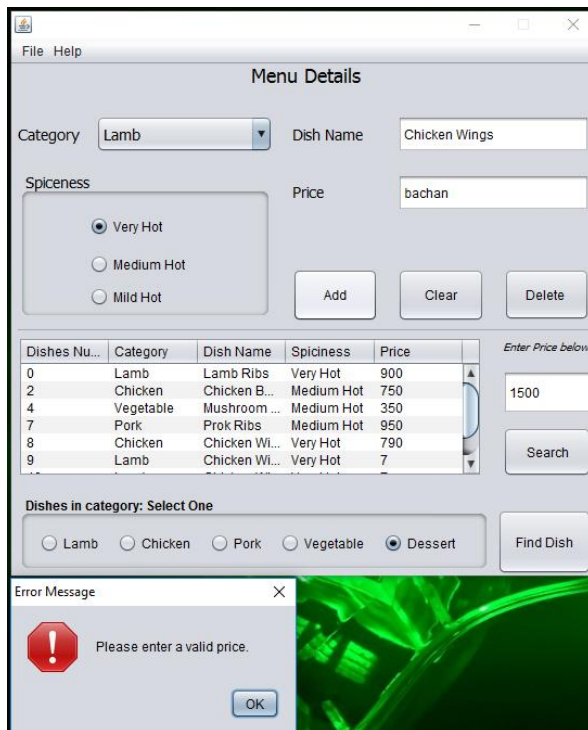 File Help
Menu Details
Category Lamb Dish Name Chicken Wings
Spiceness
Price bachan
Very Hot
Medium Hot
Mild Hot
Add Clear Delete
Dishes Nu... Category Dish Name Spiciness Price
Enter Price below
0 Lamb Lamb Ribs Very Hot 900
2 Chicken Chicken B... Medium Hot 750
4 Vegetable Mushroom ... Medium Hot 350
7 Pork Prok Ribs Medium Hot 950
8 Chicken Chicken Wi... Very Hot 790
9 Lamb Chicken Wi... Very Hot 7
1500
Search
Dishes in category: Select One
Lamb Chicken Pork Vegetable Dessert
Find Dish
Error Message
Please enter a valid price.
OK